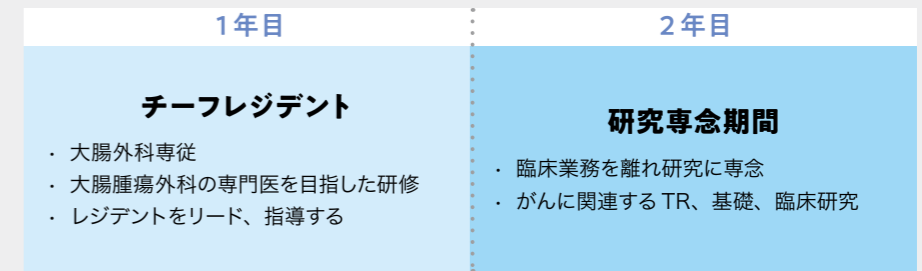 1年目
チーフレジデント
・ 大腸外科専従
・ 大腸腫瘍外科の専門医を目指した研修
・ レジデントをリード、指導する
2年目
研究専念期間
・ 臨床業務を離れ研究に専念
・ がんに関連する TR、基礎、臨床研究